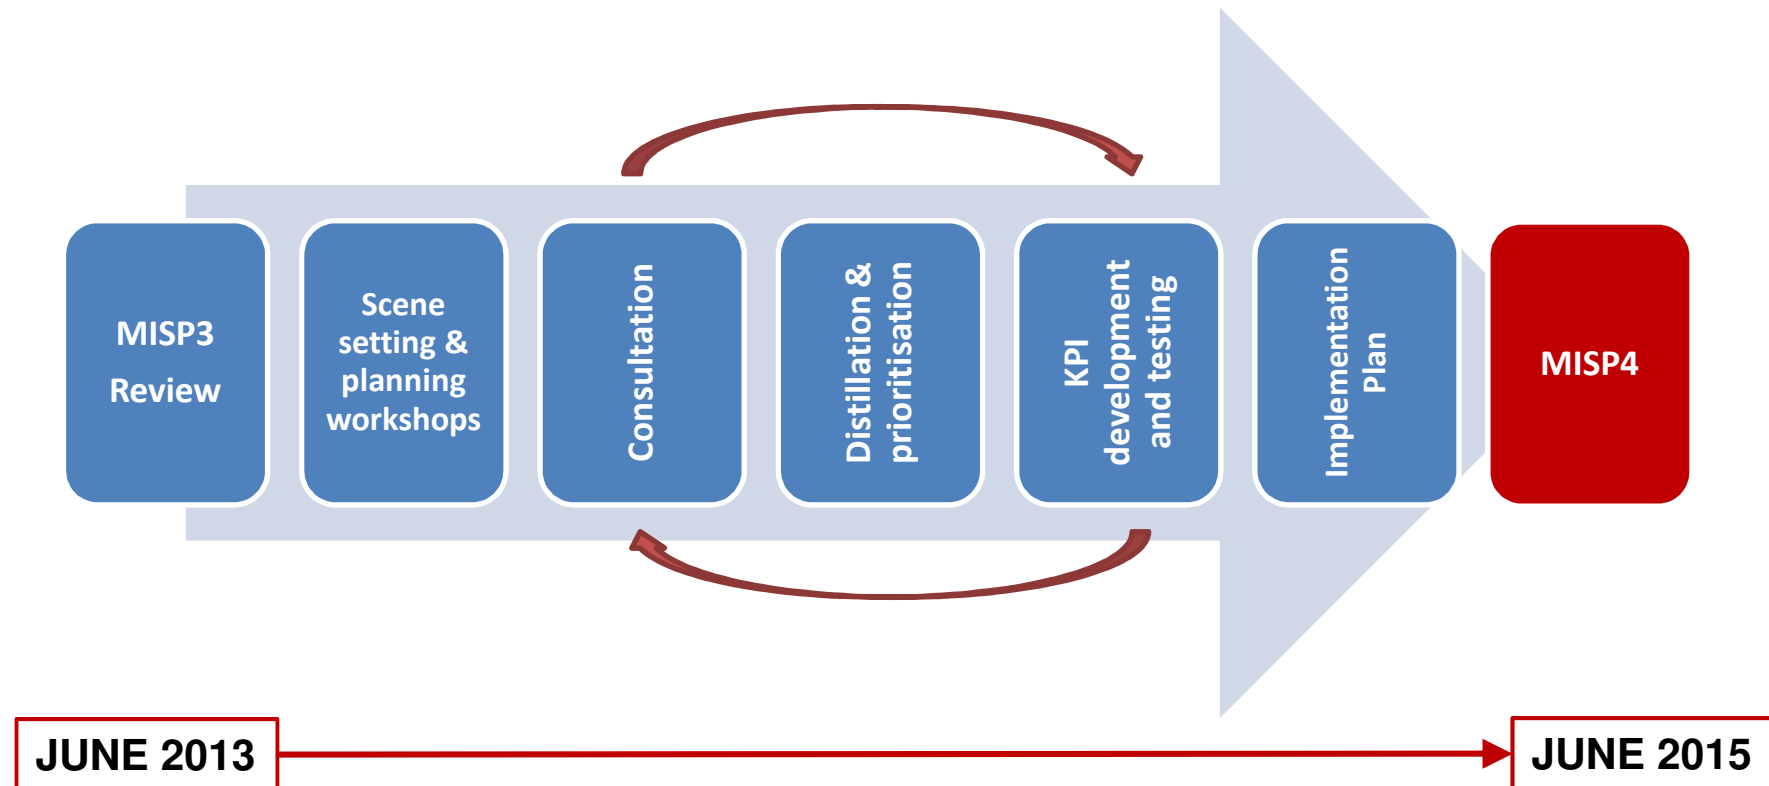 MISP3
Review
Scene
setting &
planning
workshops
Consultation
Distillation &
prioritisation
KPI
development
and testing
Implementation
Plan
MISP4
JUNE 2013
JUNE 2015